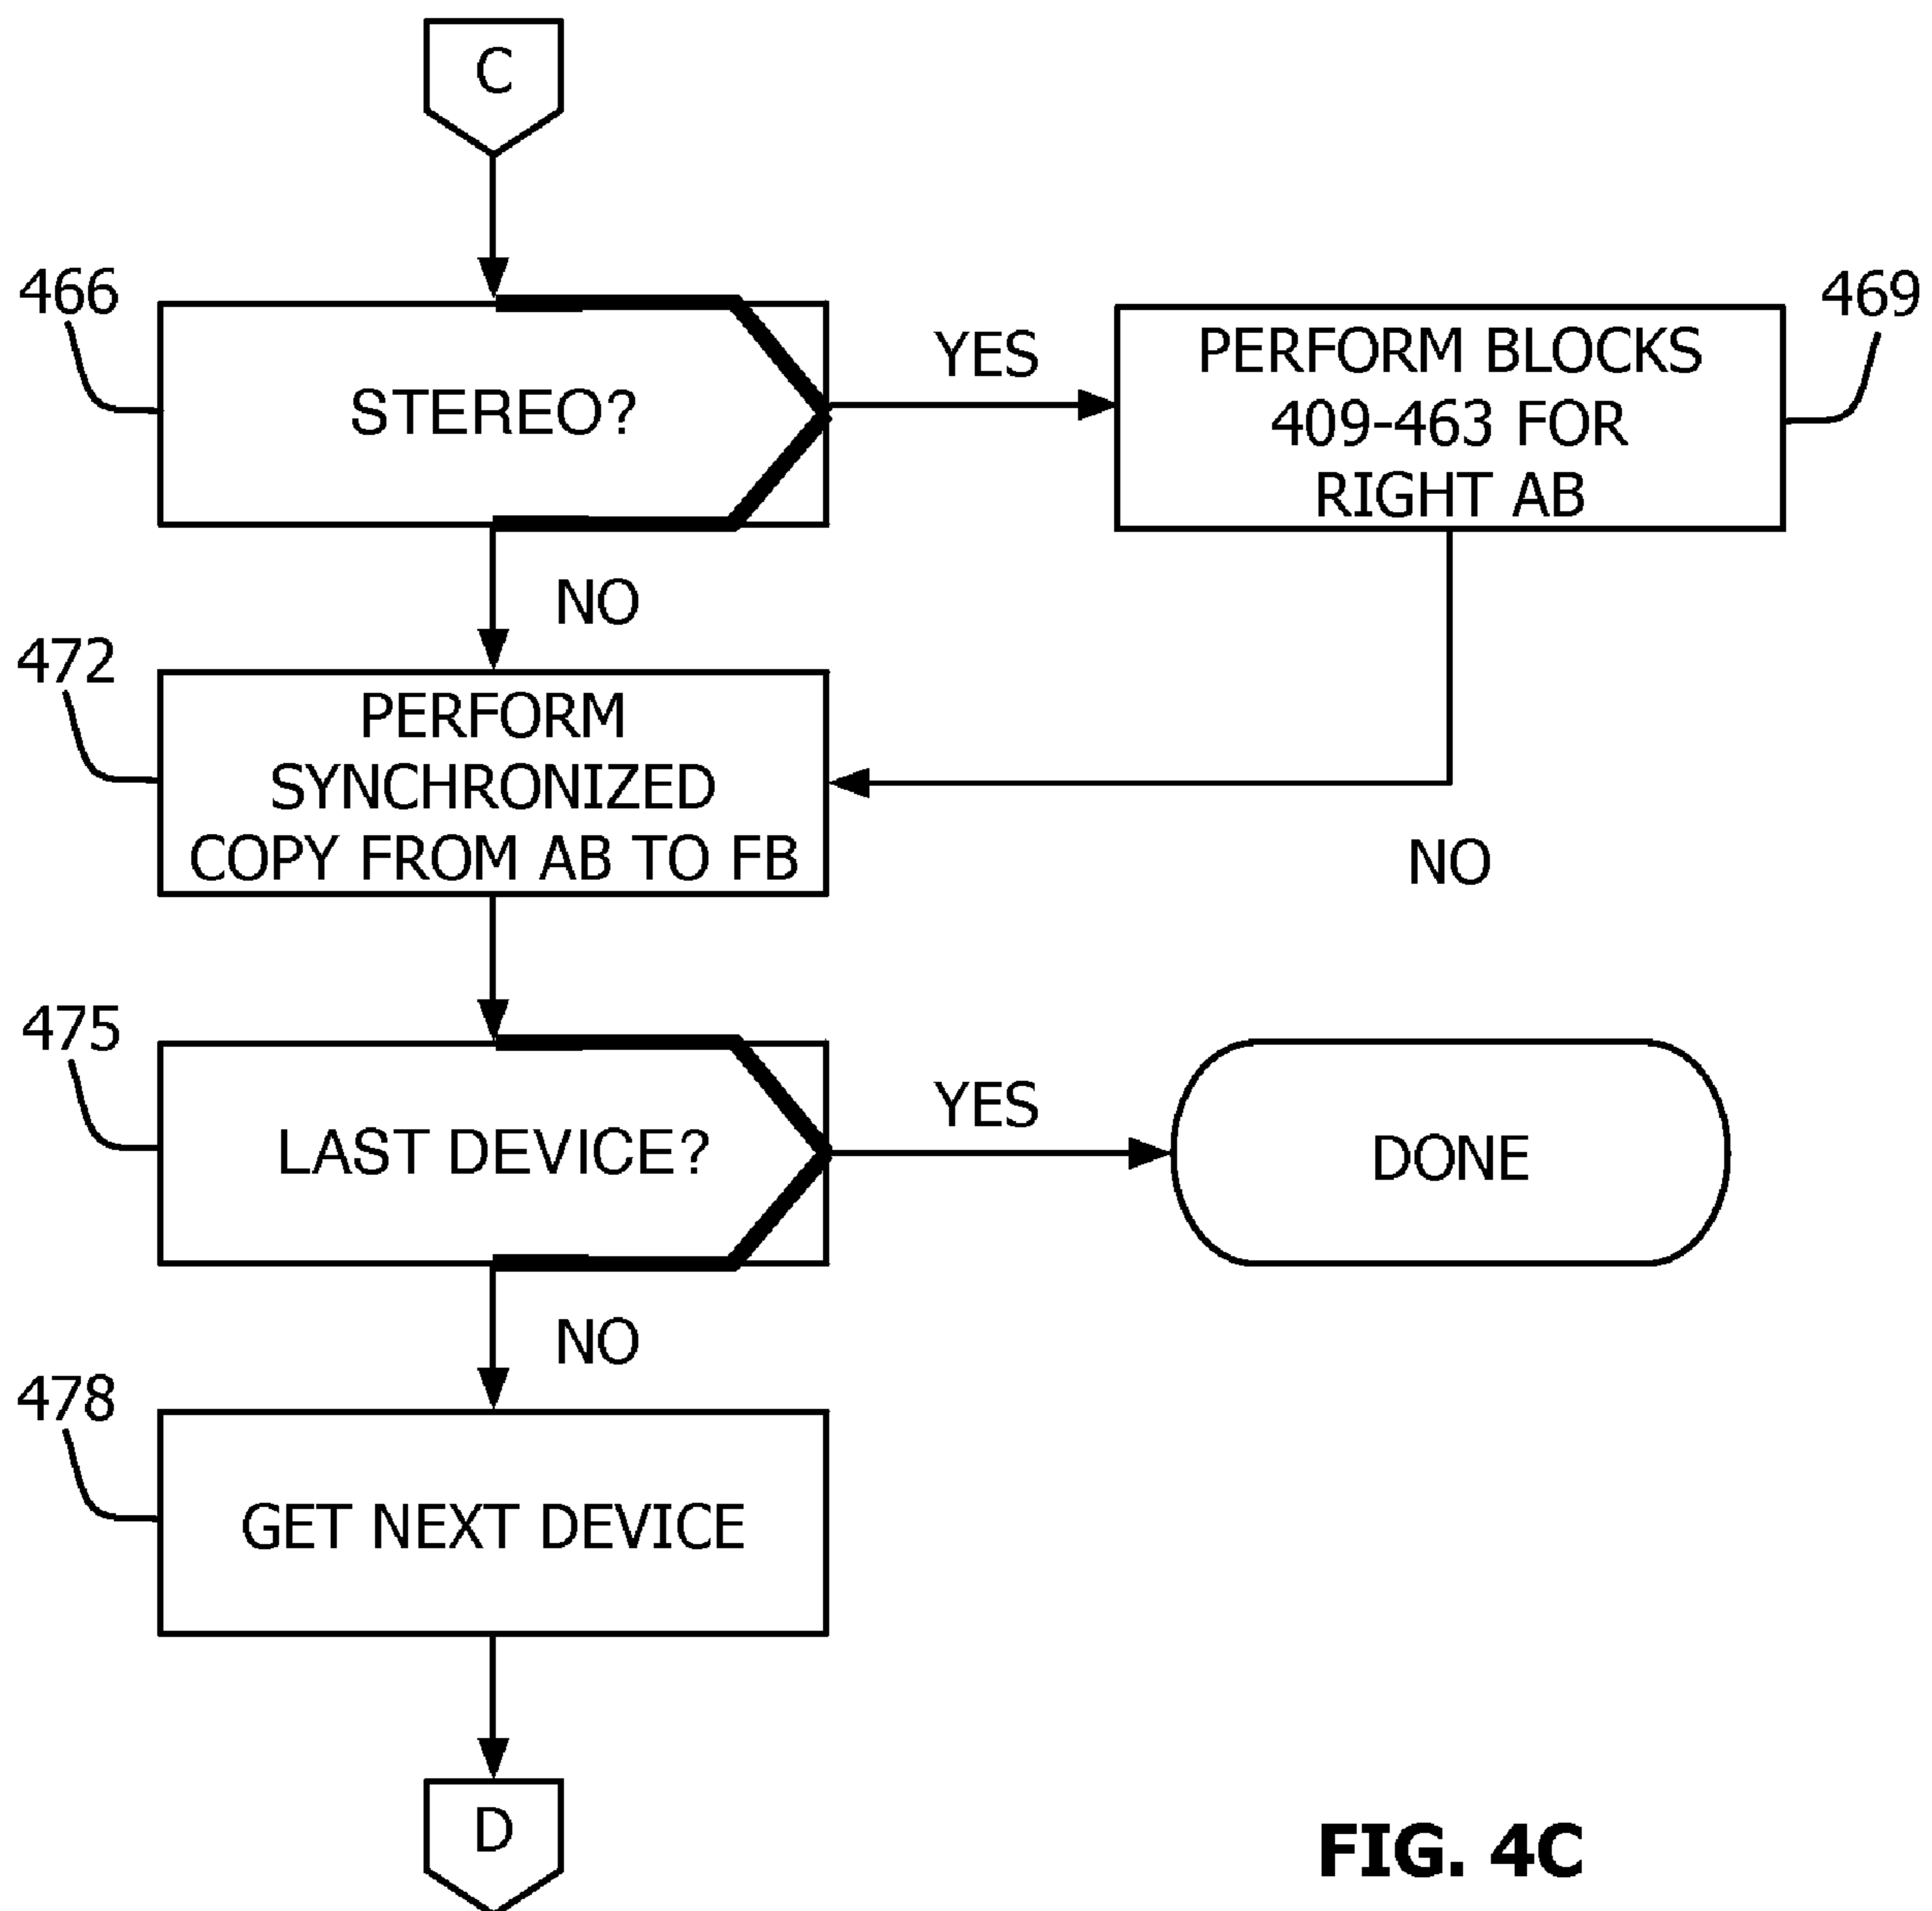 C
466
STEREO?
YES
PERFORM BLOCKS
409-463 FOR
RIGHT AB
469
NO
472
PERFORM
SYNCHRONIZED
COPY FROM AB TO FB
NO
475
LAST DEVICE?
YES
DONE
NO
478
GET NEXT DEVICE
D
FIG. 4C